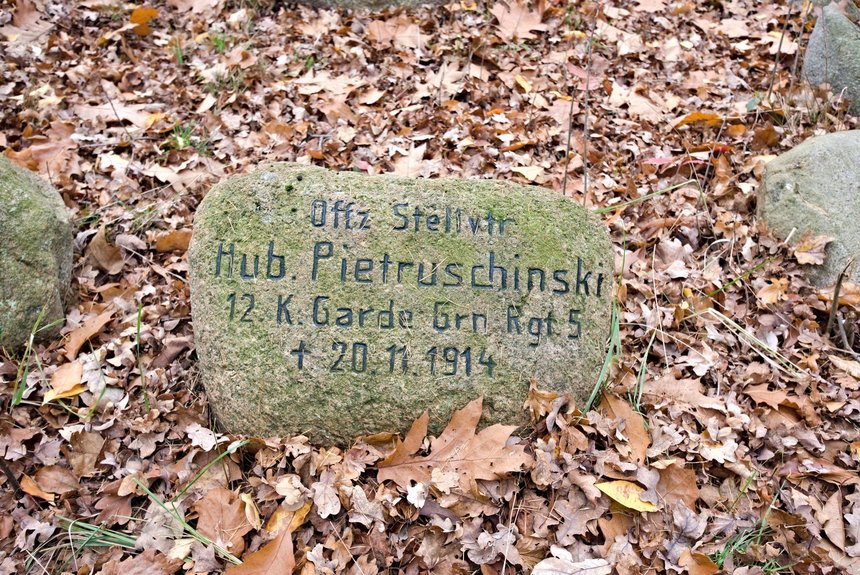 Offz Stellvtr
Hub. Pietruschinski
12. K. Garde Grn Rgt. 5
† 20.11.1914